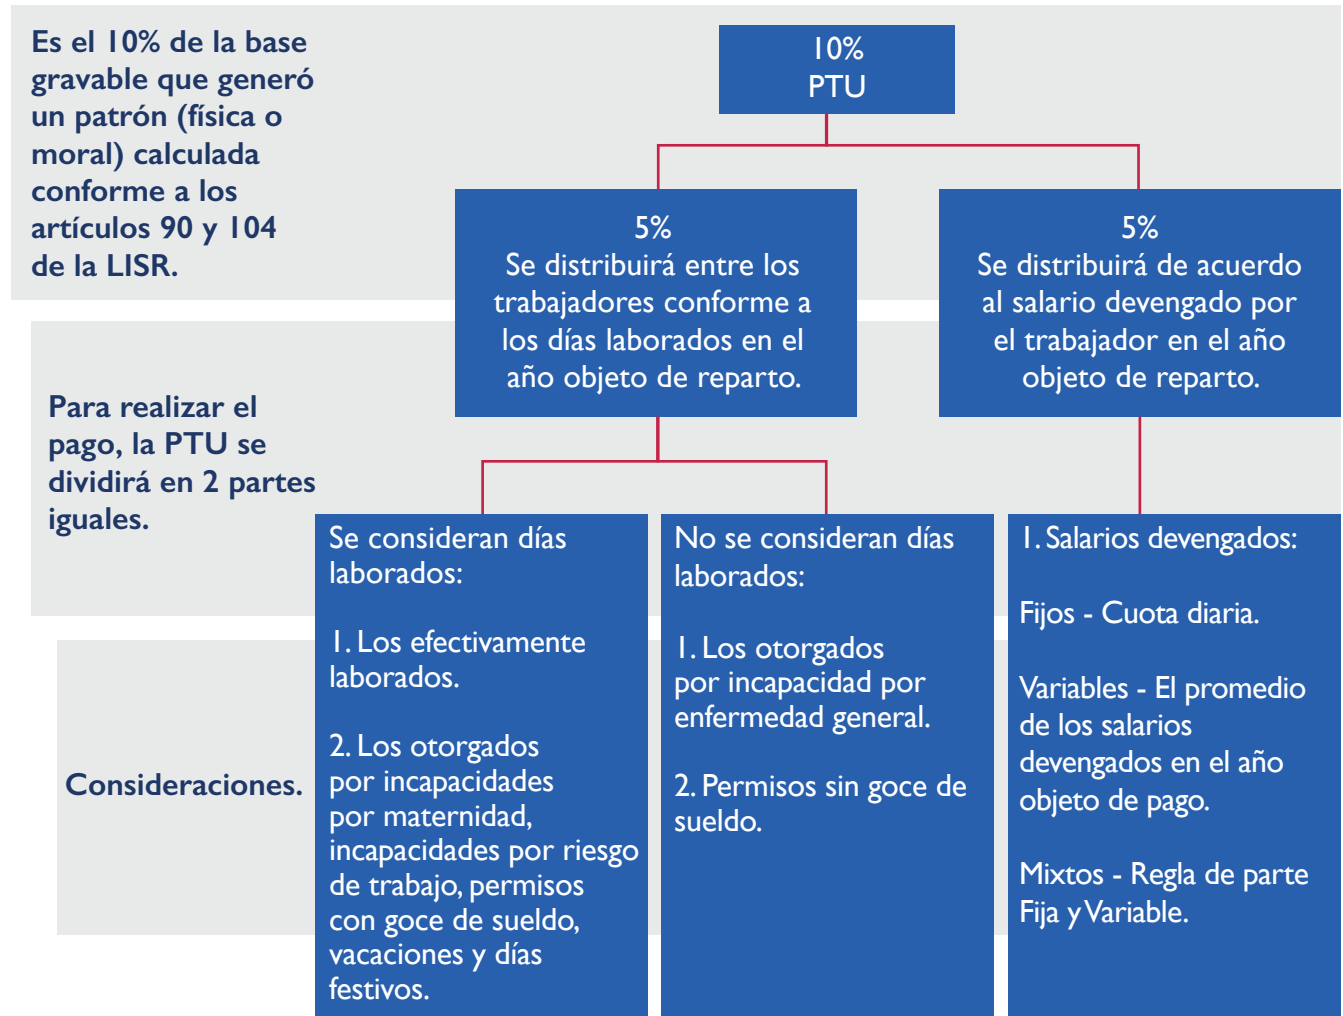 Es el 10% de la base
gravable que generó
un patrón (física o
moral) calculada
conforme a los
artículos 90 y 104
de la LISR.
10%
PTU
5%
Se distribuirá entre los
trabajadores conforme a
los días laborados en el
año objeto de reparto.
5%
Se distribuirá de acuerdo
al salario devengado por
el trabajador en el año
objeto de reparto.
Para realizar el
pago, la PTU se
dividirá en 2 partes
iguales.
Consideraciones.
Se consideran días
laborados:
1. Los efectivamente
laborados.
2. Los otorgados
por incapacidades
por maternidad,
incapacidades por riesgo
de trabajo, permisos
con goce de sueldo,
vacaciones y días
festivos.
No se consideran días
laborados:
1. Los otorgados
por incapacidad por
enfermedad general.
2. Permisos sin goce de
sueldo.
1. Salarios devengados:
Fijos - Cuota diaria.
Variables - El promedio
de los salarios
devengados en el año
objeto de pago.
Mixtos - Regla de parte
Fija y Variable.